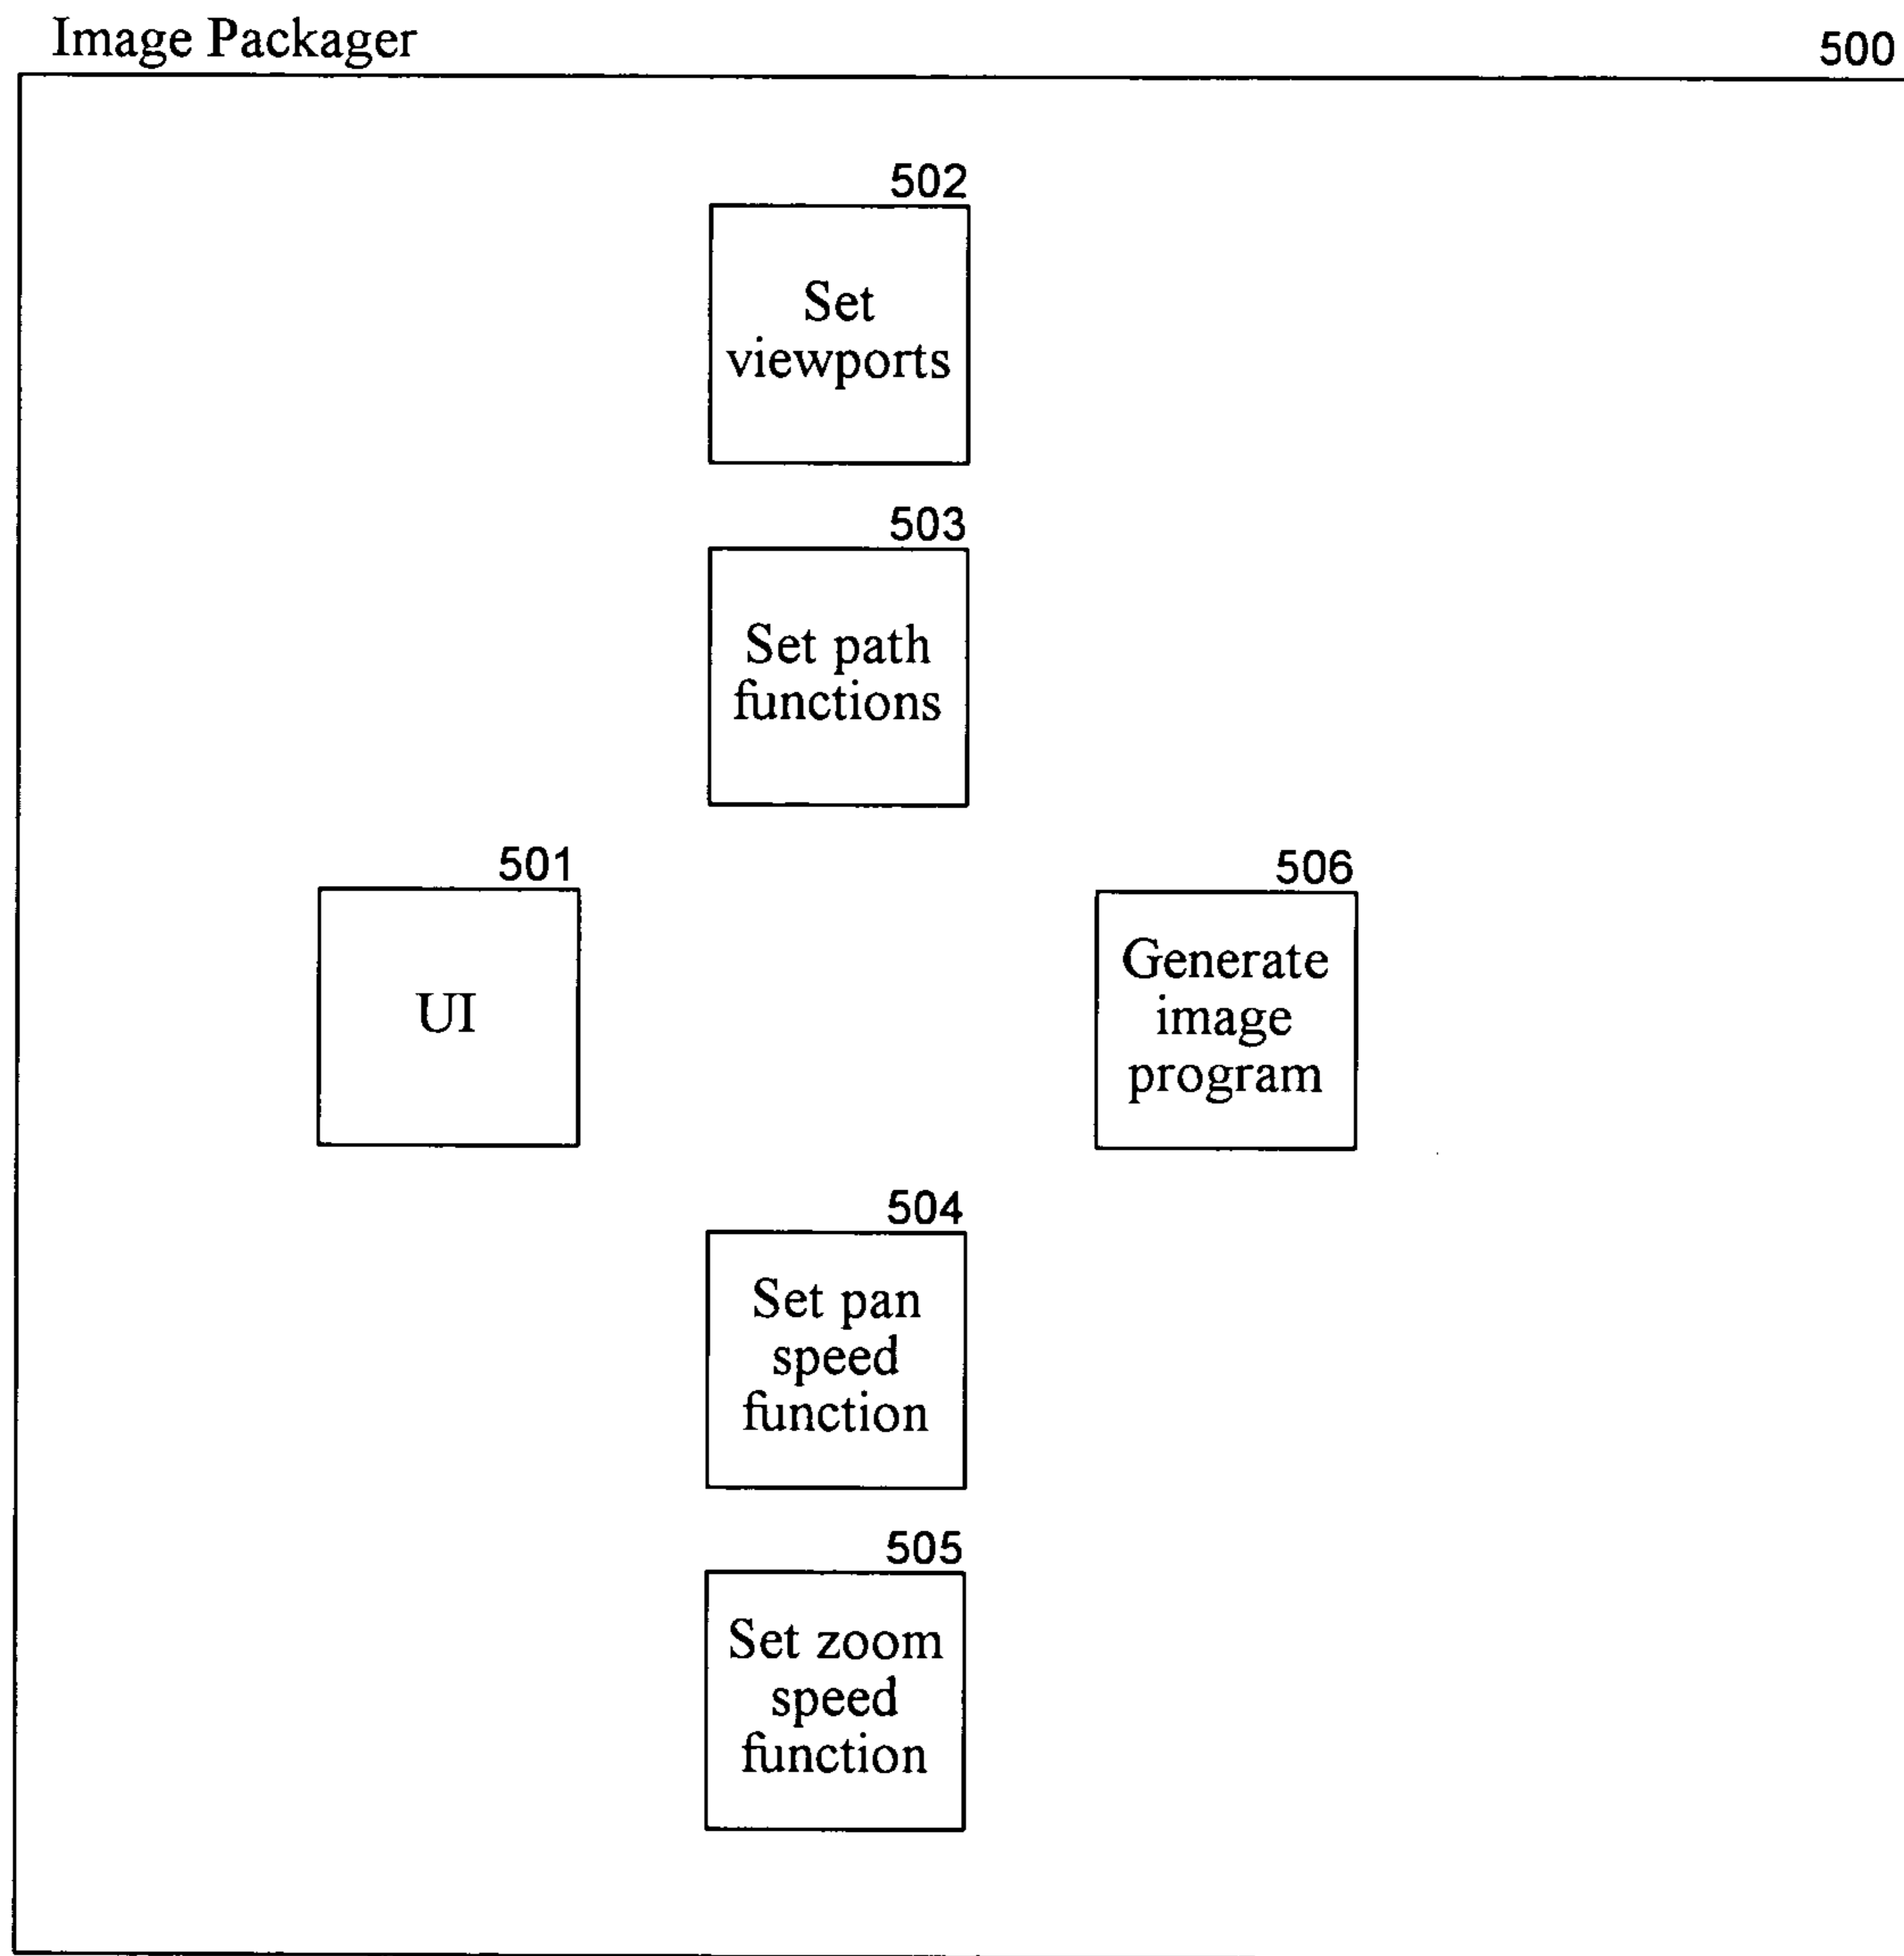 Image Packager
500
502
Set
viewports
503
Set path
functions
501
UI
506
Generate
image
program
504
Set pan
speed
function
505
Set zoom
speed
function